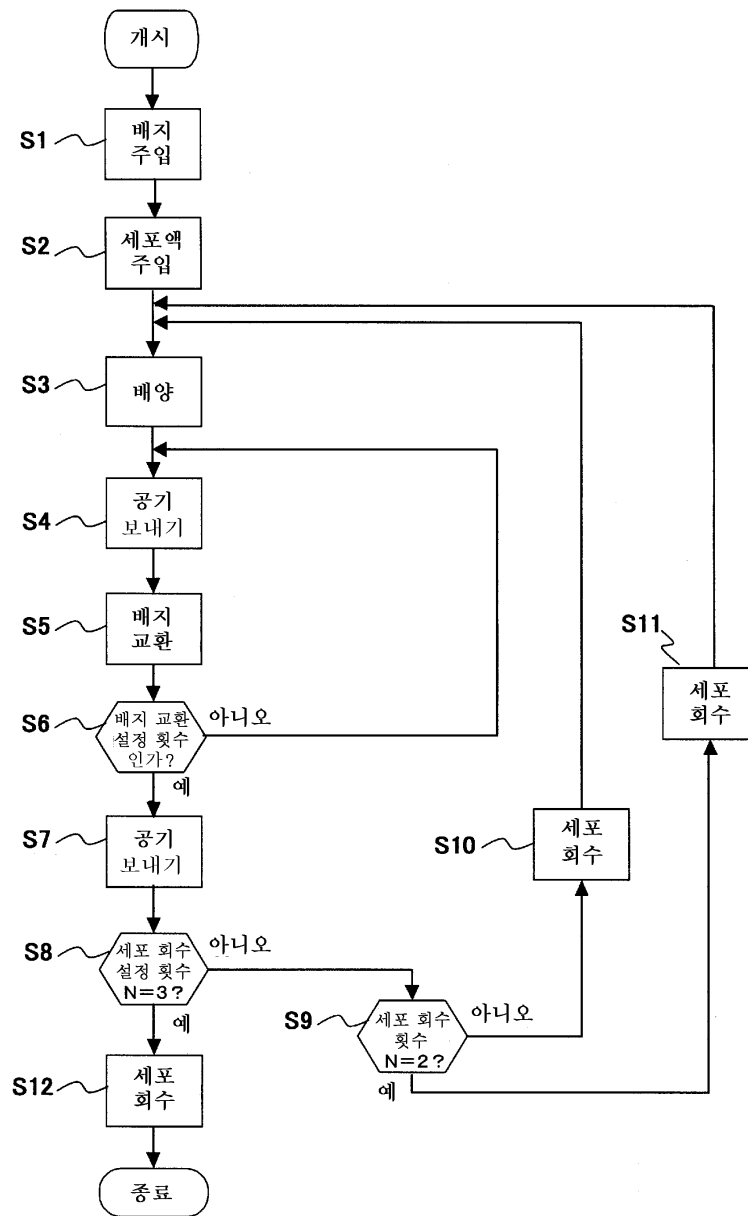 개시
S1
배지
주입
S2
세포액
주입
S3
배양
S4
공기
보내기
S5
배지
교환
S6
배지 교환
설정 횟수
인가?
아니오
예
S7
공기
보내기
S8
세포 회수
설정 횟수
N=3?
아니오
예
S9
세포 회수
횟수
N=2?
아니오
예
S10
세포
회수
S11
세포
회수
S12
세포
회수
종료